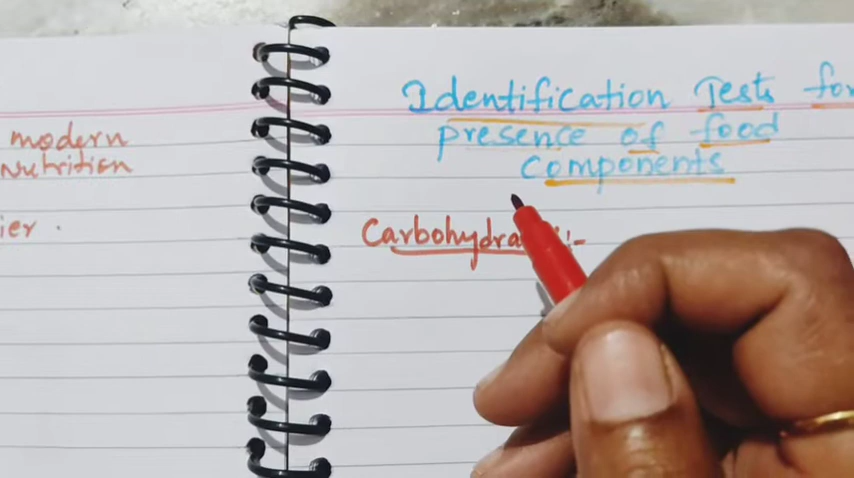 modern
Nutrition
ier.
Identification Tests for
presence of food
components
Carbohydra :-